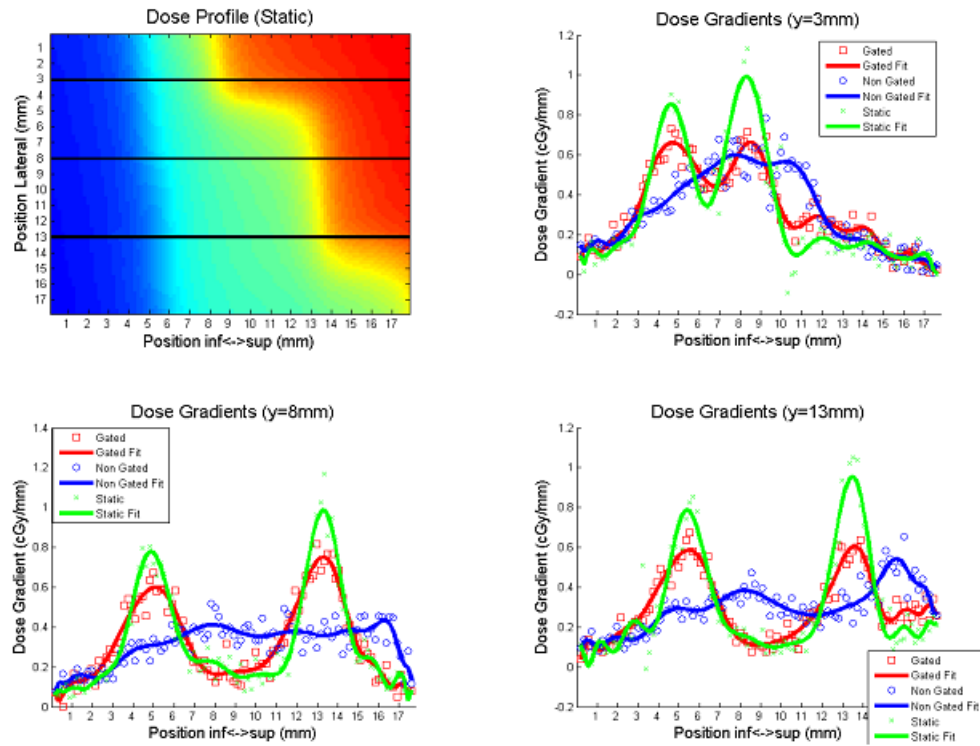 Dose Profile (Static)
Position Lateral (mm)
1
2
3
4
5
6
7
8
9
10
11
12
13
14
15
16
17
1 2 3 4 5 6 7 8 9 10 11 12 13 14 15 16 17
Position inf<->sup (mm)
Dose Gradients (y=3mm)
Dose Gradient (cGy/mm)
1.2
1
0.8
0.6
0.4
0.2
0
-0.2
Gated
Gated Fit
Non Gated
Non Gated Fit
Static
Static Fit
1 2 3 4 5 6 7 8 9 10 11 12 13 14 15 16 17
Position inf<->sup (mm)
Dose Gradients (y=8mm)
Dose Gradient (cGy/mm)
1.4
1.2
1
0.8
0.6
0.4
0.2
0
Gated
Gated Fit
Non Gated
Non Gated Fit
Static
Static Fit
1 2 3 4 5 6 7 8 9 10 11 12 13 14 15 16 17
Position inf<->sup (mm)
Dose Gradients (y=13mm)
Dose Gradient (cGy/mm)
1.2
1
0.8
0.6
0.4
0.2
0
-0.2
Gated
Gated Fit
Non Gated
Non Gated Fit
Static
Static Fit
1 2 3 4 5 6 7 8 9 10 11 12 13 14
Position inf<->sup (mm)